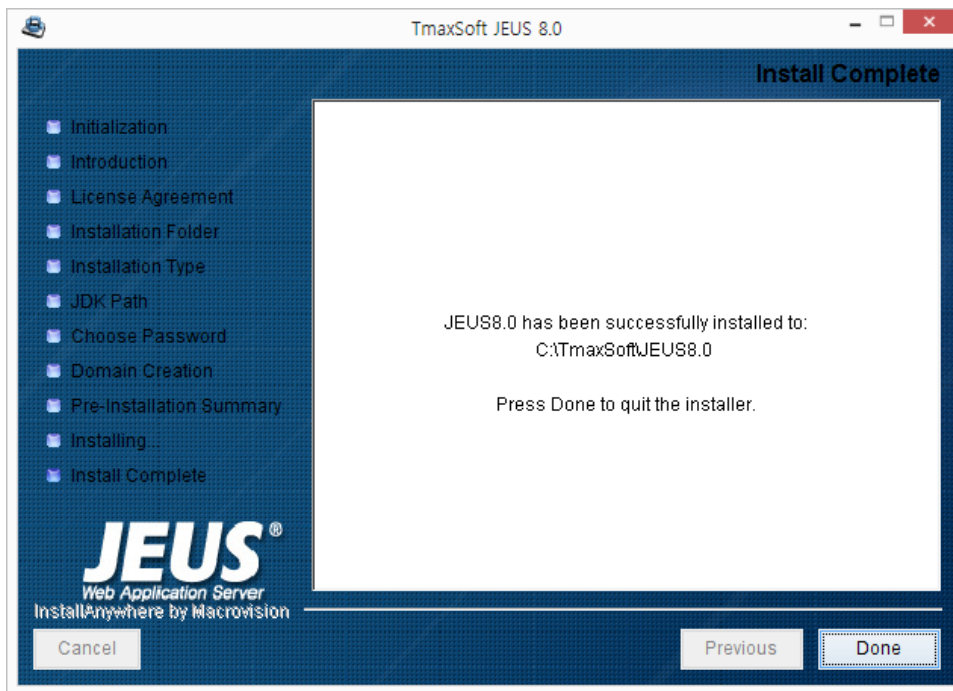 TmaxSoft JEUS 8.0
Install Complete
Initialization
Introduction
License Agreement
Installation Folder
Installation Type
JDK Path
Choose Password
Domain Creation
Pre-Installation Summary
Installing...
Install Complete
JEUS8.0 has been successfully installed to:
C:\TmaxSoft\JEUS8.0
Press Done to quit the installer.
JEUS®
Web Application Server
InstallAnywhere by Macrovision
Cancel
Previous
Done